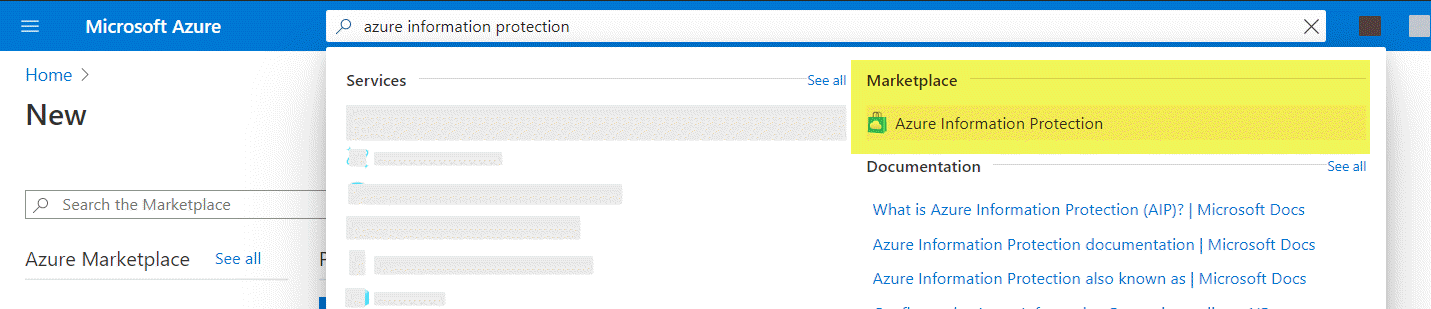 Microsoft Azure
azure information protection
Home
New
Search the Marketplace
Azure Marketplace See all
Services See all
Marketplace
Azure Information Protection
Documentation See all
What is Azure Information Protection (AIP)? | Microsoft Docs
Azure Information Protection documentation | Microsoft Docs
Azure Information Protection also known as | Microsoft Docs